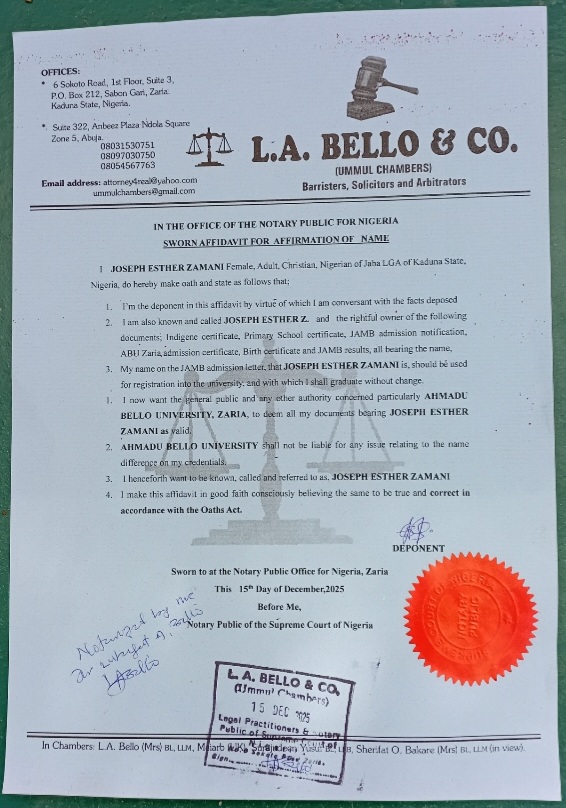 OFFICES:
* 6 Sokoto Road, 1st Floor, Suite 3,
P.O. Box 212, Sabon Gari, Zaria.
Kaduna State, Nigeria.
* Suite 322, Anbeez Plaza Ndola Square
Zone 5, Abuja.
08031530751
08097030750
08054567763
Email address: attorney4real@yahoo.com
ummulchambers@gmail.com
L.A. BELLO & CO.
(UMMUL CHAMBERS)
Barristers, Solicitors and Arbitrators
IN THE OFFICE OF THE NOTARY PUBLIC FOR NIGERIA
SWORN AFFIDAVIT FOR AFFIRMATION OF NAME
I JOSEPH ESTHER ZAMANI Female, Adult, Christian, Nigerian of Jaba LGA of Kaduna State,
Nigeria, do hereby make oath and state as follows that;
1. I'm the deponent in this affidavit by virtue of which I am conversant with the facts deposed
2. I am also known and called JOSEPH ESTHER Z. and the rightful owner of the following
documents; Indigene certificate, Primary School certificate, JAMB admission notification,
ABU Zaria,admission certificate, Birth certificate and JAMB results, all bearing the name,
3. My name on the JAMB admission letter, that JOSEPH ESTHER ZAMANI is, should be used
for registration into the university, and with which I shall graduate without change.
1. I now want the general public and any other authority concerned particularly AHMADU
BELLO UNIVERSITY, ZARIA, to deem all my documents bearing JOSEPH ESTHER
ZAMANI as valid.
2. AHMADU BELLO UNIVERSITY shall not be liable for any issue relating to the name
difference on my credentials.
3. I henceforth want to be known, called and referred to as, JOSEPH ESTHER ZAMANI
4. I make this affidavit in good faith consciously believing the same to be true and correct in
accordance with the Oaths Act.
DEPONENT
Sworn to at the Notary Public Office for Nigeria, Zaria
This 15th Day of December,2025
Before Me,
Notary Public of the Supreme Court of Nigeria
Notarized by me
NOTARY
PUBLIC
L.A. BELLO & CO.
(Ummul Chambers)
15 DEC 2025
Legal Practitioners & Notary
Public of Supreme Court of
Sign
In Chambers: L.A. Bello (Mrs) BL, LLM, Sherifat O. Bakare (Mrs) BL, LLM (in view).